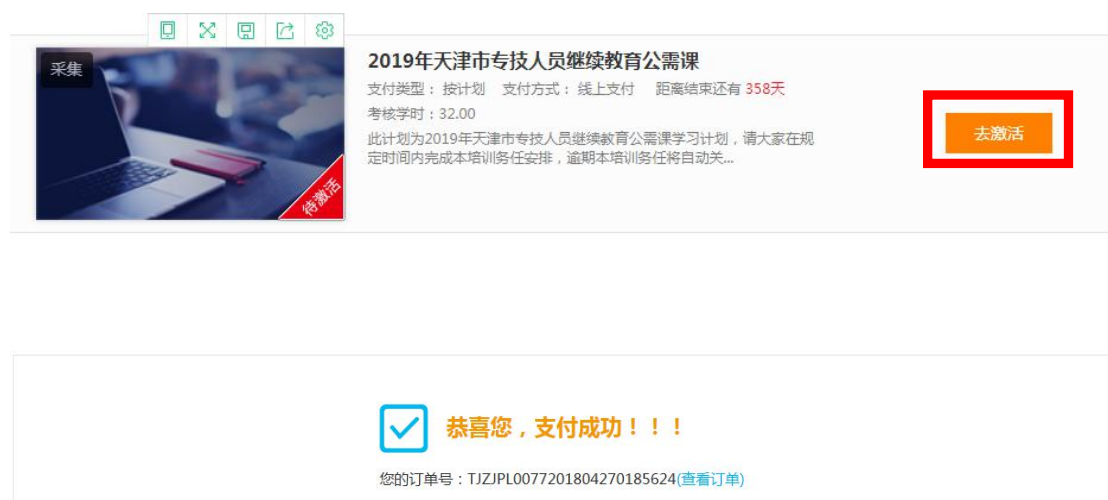 采集
待激活
2019年天津市专技人员继续教育公需课
支付类型： 按计划 支付方式： 线上支付 距离结束还有 358天
考核学时：32.00
此计划为2019年天津市专技人员继续教育公需课学习计划，请大家在规
定时间内完成本培训务任安排，逾期本培训务任将自动关...
去激活
恭喜您，支付成功！！！
您的订单号：TJZJPL0077201804270185624(查看订单)